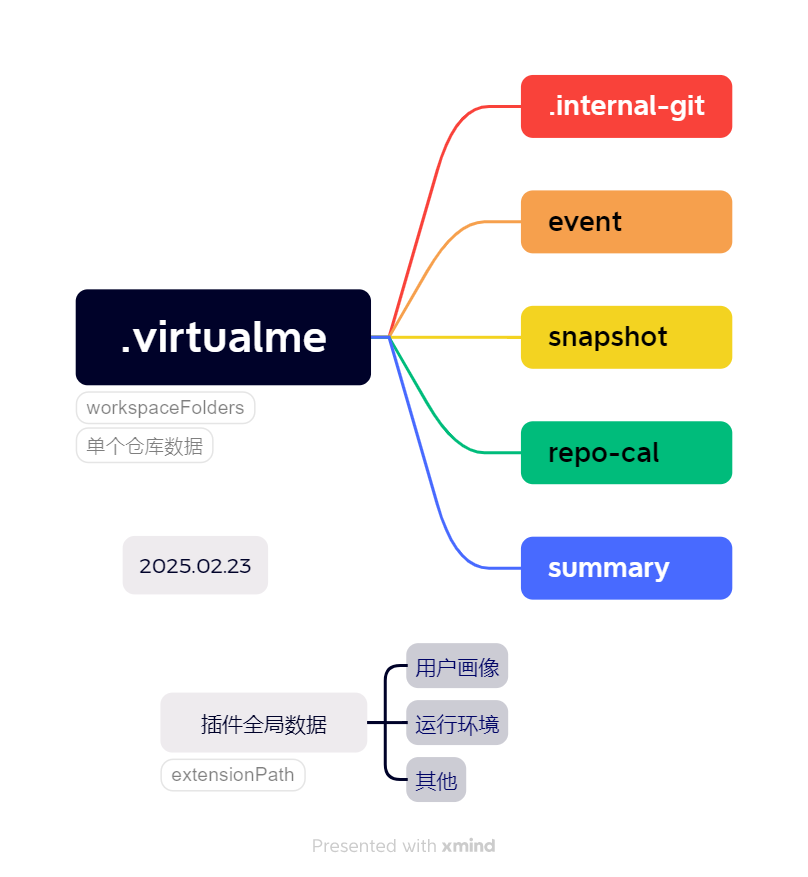 .virtualme
workspaceFolders
单个仓库数据
.internal-git
event
snapshot
repo-cal
summary
2025.02.23
插件全局数据
extensionPath
用户画像
运行环境
其他
Presented with xmind